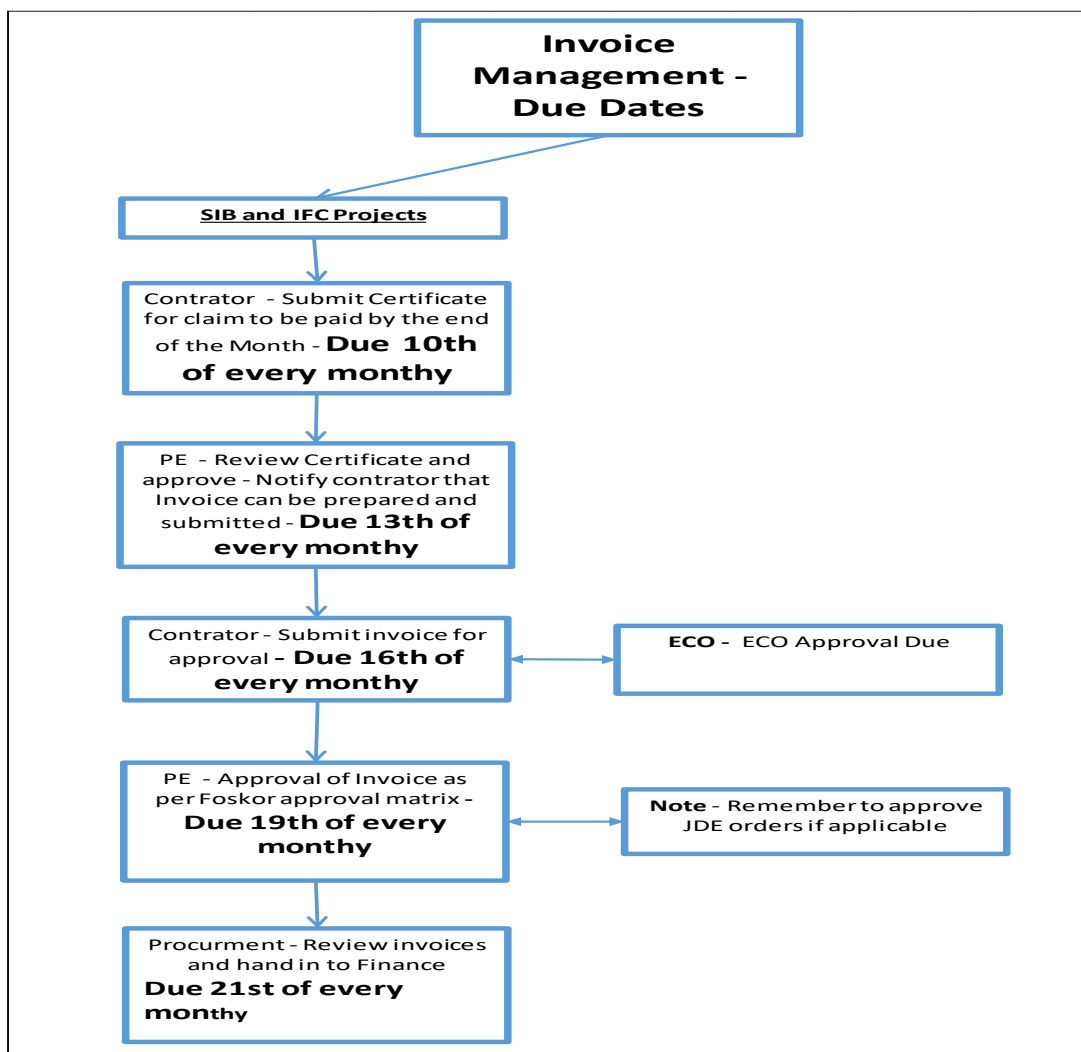 Invoice
Management -
Due Dates
SIB and IFC Projects
Contrator - Submit Certificate
for claim to be paid by the end
of the Month - Due 10th
of every monthy
PE - Review Certificate and
approve - Notify contrator that
Invoice can be prepared and
submitted - Due 13th of
every monthy
Contrator - Submit invoice for
approval - Due 16th of
every monthy
ECO - ECO Approval Due
PE - Approval of Invoice as
per Foskor approval matrix -
Due 19th of every
monthy
Note - Remember to approve
JDE orders if applicable
Procurment - Review invoices
and hand in to Finance
Due 21st of every
monthy